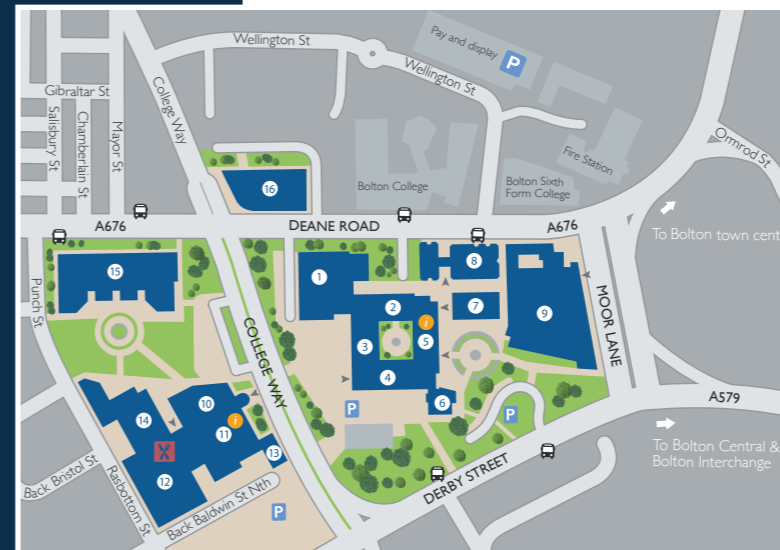 Wellington St
Pay and display
P
Wellington St
College Way
Gibraltar St
Salisbury St
Chamberlain St
Mayor St
Ormrod St
Fire Station
Bolton College
Bolton Sixth
Form College
16
A676
DEANE ROAD
A676
To Bolton town cent
15
1
2
8
7
9
3
i
5
4
6
Punch St
COLLEGE WAY
MOOR LANE
A579
14
10
11
i
12
13
P
P
To Bolton Central &
Bolton Interchange
DERBY STREET
Back Bristol St
Rasbottom St
Back Baldwin St Nth
P